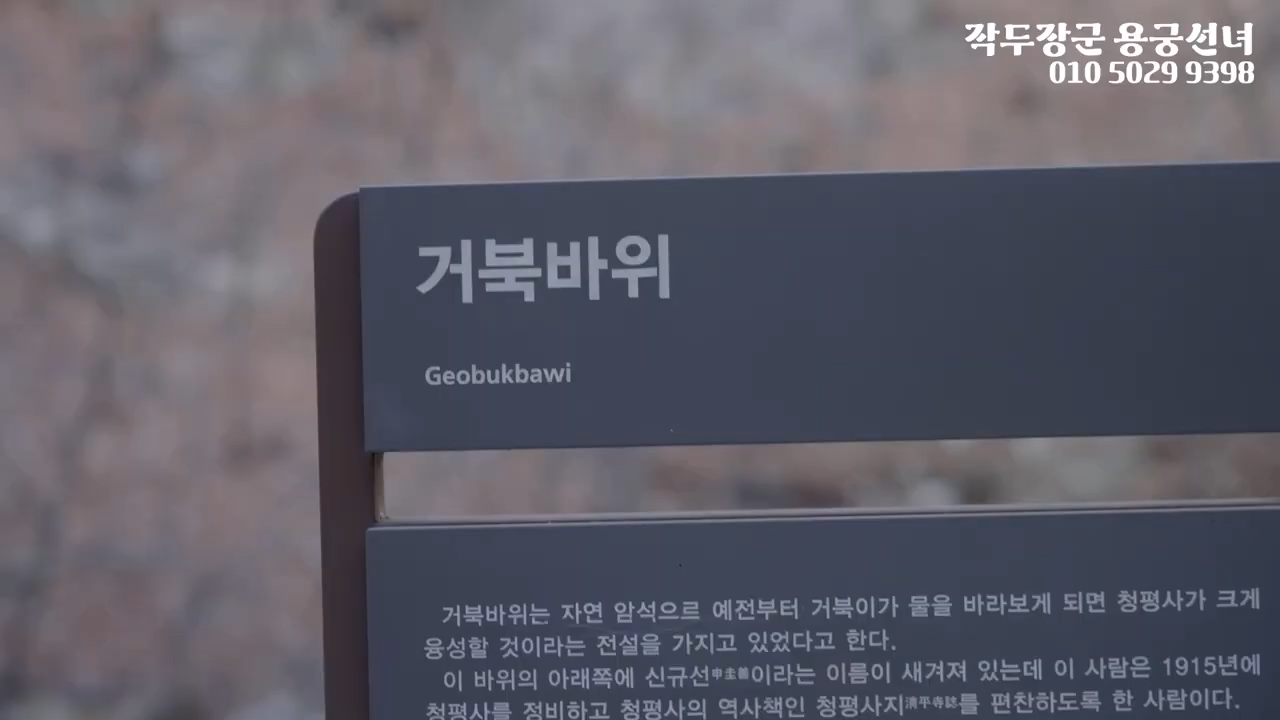 작두장군 용궁선녀
010 5029 9398
거북바위
Geobukbawi
거북바위는 자연 암석으르 예전부터 거북이가 물을 바라보게 되면 청평사가 크게
융성할 것이라는 전설을 가지고 있었다고 한다.
이 바위의 아래쪽에 신규선申圭善이라는 이름이 새겨져 있는데 이 사람은 1915년에
청평사를 정비하고 청평사의 역사책인 청평사지清平寺誌를 편찬하도록 한 사람이다.